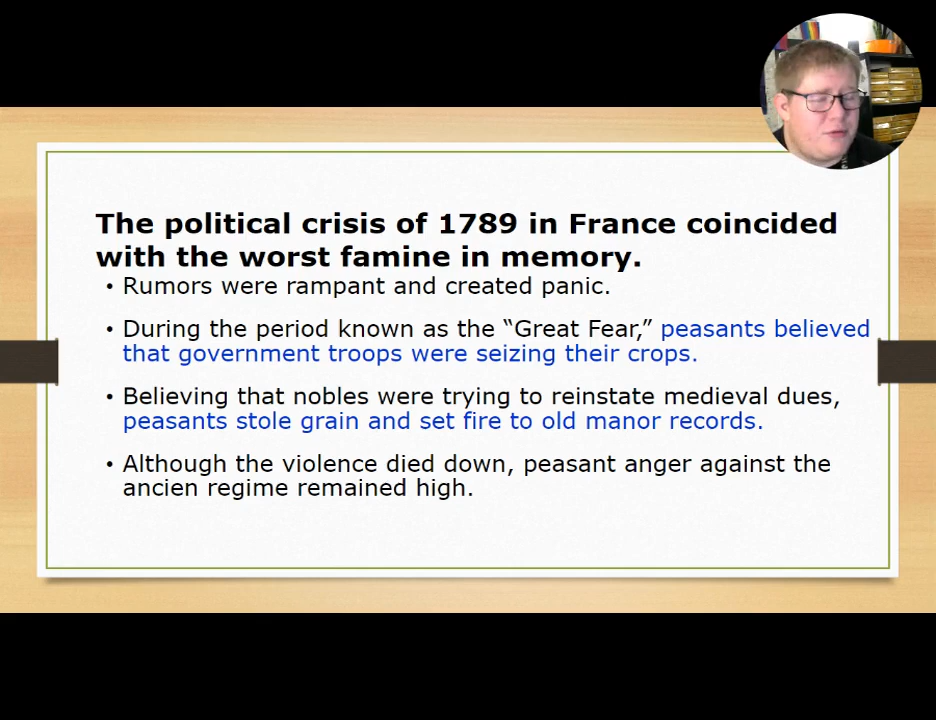 The political crisis of 1789 in France coincided
with the worst famine in memory.
• Rumors were rampant and created panic.
• During the period known as the “Great Fear,” peasants believed
that government troops were seizing their crops.
• Believing that nobles were trying to reinstate medieval dues,
peasants stole grain and set fire to old manor records.
• Although the violence died down, peasant anger against the
ancien regime remained high.